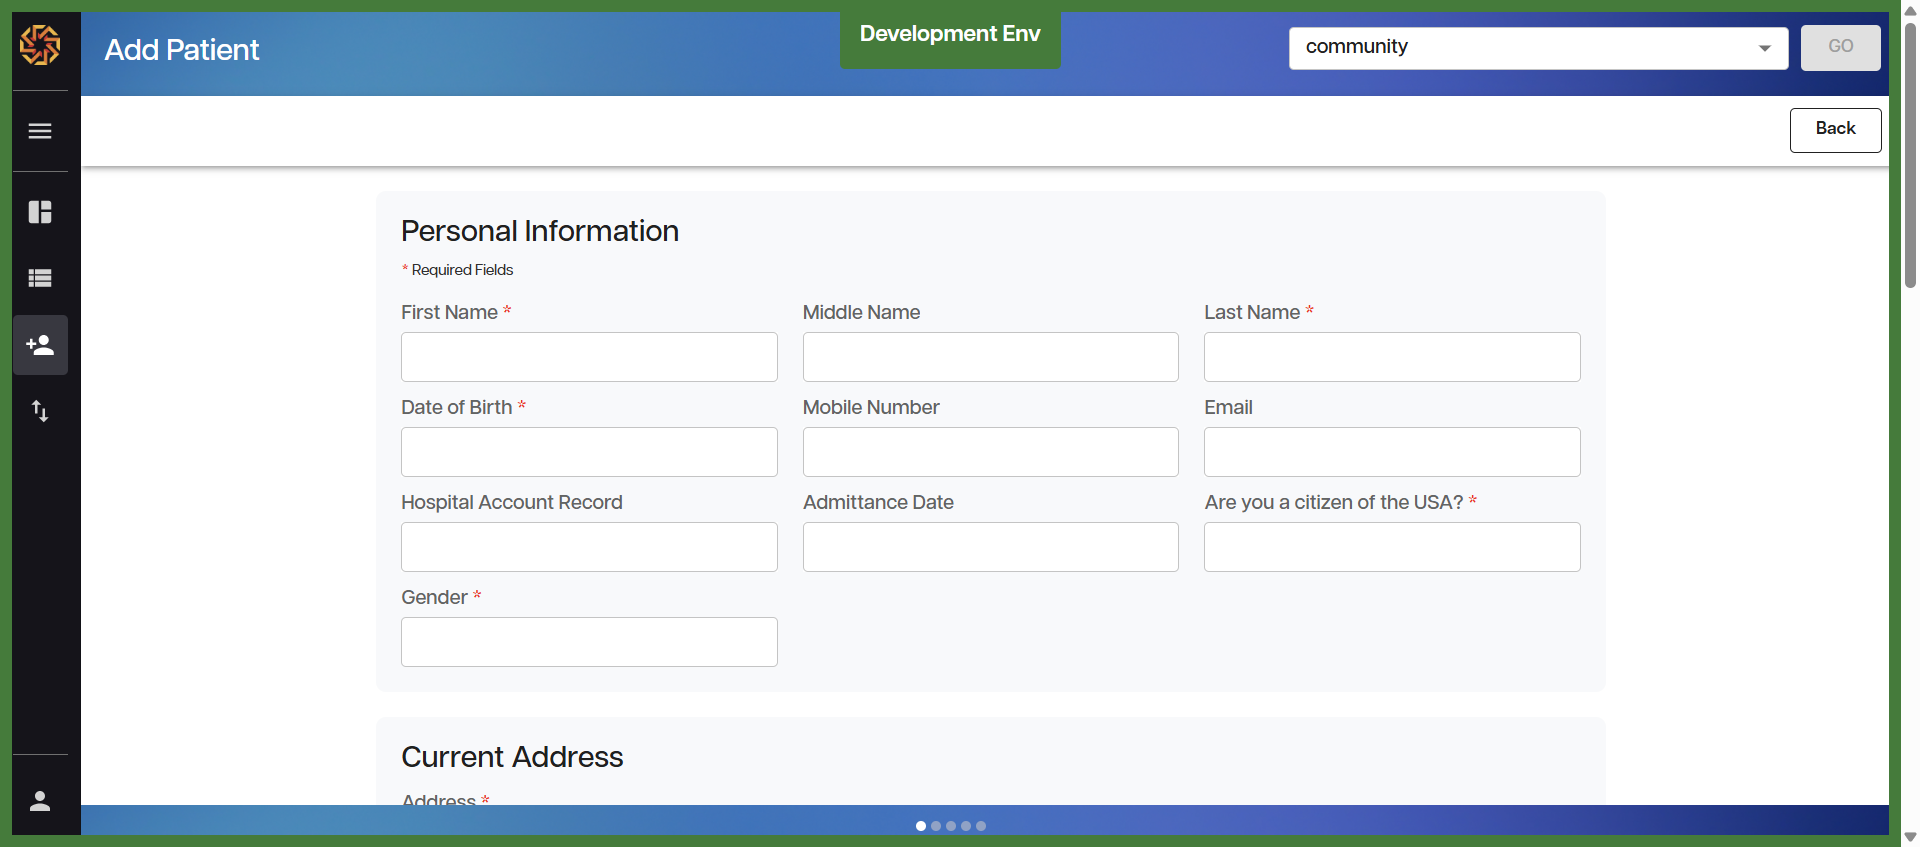 Add Patient
Development Env
community
GO
Back
Personal Information
* Required Fields
First Name *
Middle Name
Last Name *
Date of Birth *
Mobile Number
Email
Hospital Account Record
Admittance Date
Are you a citizen of the USA? *
Gender *
Current Address
Address *